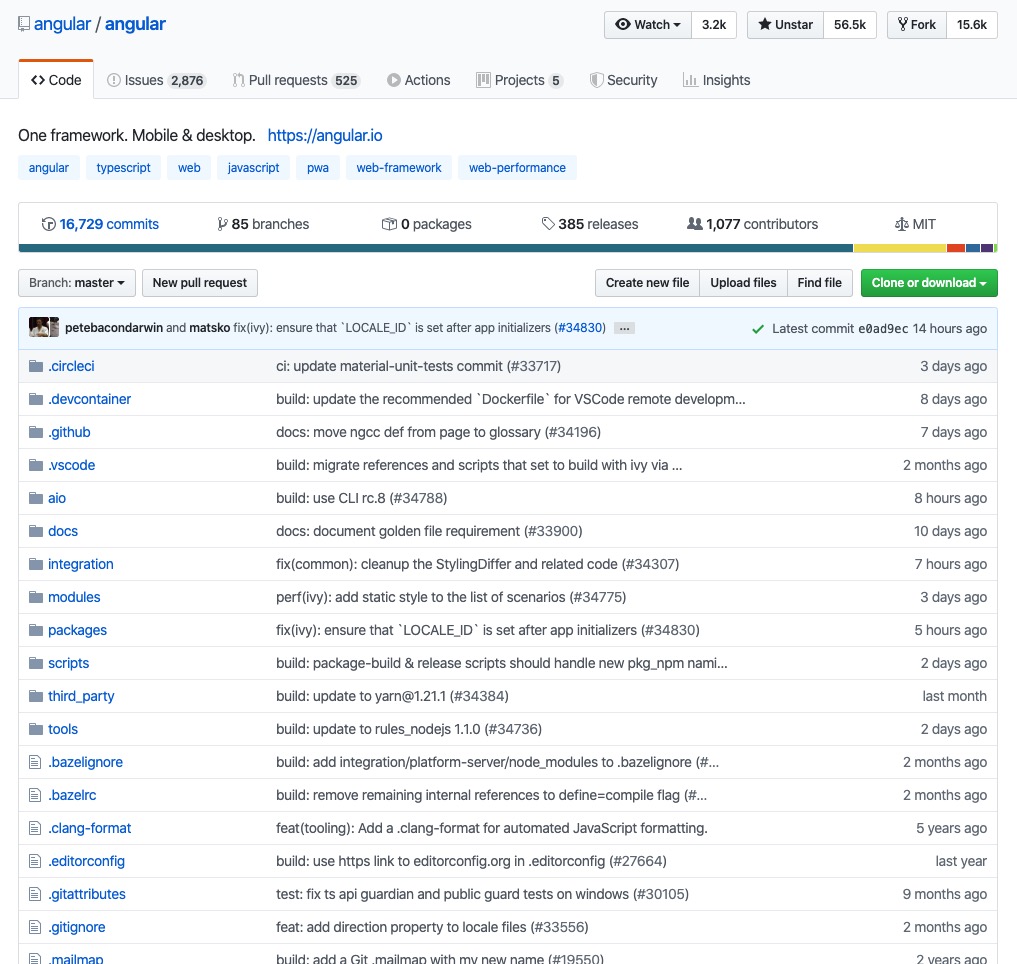 angular / angular Watch 3.2k Unstar 56.5k Fork 15.6k
Code Issues 2,876 Pull requests 525 Actions Projects 5 Security Insights
One framework. Mobile & desktop. https://angular.io
angular typescript web javascript pwa web-framework web-performance
16,729 commits 85 branches 0 packages 385 releases 1,077 contributors MIT
Branch: master New pull request Create new file Upload files Find file Clone or download
petebacondarwin and matsko fix(ivy): ensure that `LOCALE_ID` is set after app initializers (#34830) ... Latest commit e0ad9ec 14 hours ago
.circleci ci: update material-unit-tests commit (#33717) 3 days ago
.devcontainer build: update the recommended `Dockerfile` for VSCode remote developm... 8 days ago
.github docs: move ngcc def from page to glossary (#34196) 7 days ago
.vscode build: migrate references and scripts that set to build with ivy via ... 2 months ago
aio build: use CLI rc.8 (#34788) 8 hours ago
docs docs: document golden file requirement (#33900) 10 days ago
integration fix(common): cleanup the StylingDiffer and related code (#34307) 7 hours ago
modules perf(ivy): add static style to the list of scenarios (#34775) 3 days ago
packages fix(ivy): ensure that `LOCALE_ID` is set after app initializers (#34830) 5 hours ago
scripts build: package-build & release scripts should handle new pkg_npm nami... 2 days ago
third_party build: update to yarn@1.21.1 (#34384) last month
tools build: update to rules_nodejs 1.1.0 (#34736) 2 days ago
.bazelignore build: add integration/platform-server/node_modules to .bazelignore (#... 2 months ago
.bazelrc build: remove remaining internal references to define=compile flag (#... 2 months ago
.clang-format feat(tooling): Add a .clang-format for automated JavaScript formatting. 5 years ago
.editorconfig build: use https link to editorconfig.org in .editorconfig (#27664) last year
.gitattributes test: fix ts api guardian and public guard tests on windows (#30105) 9 months ago
.gitignore feat: add direction property to locale files (#33556) 2 months ago
.mailmap build: add a Git .mailmap with my new name (#19550) 2 years ago